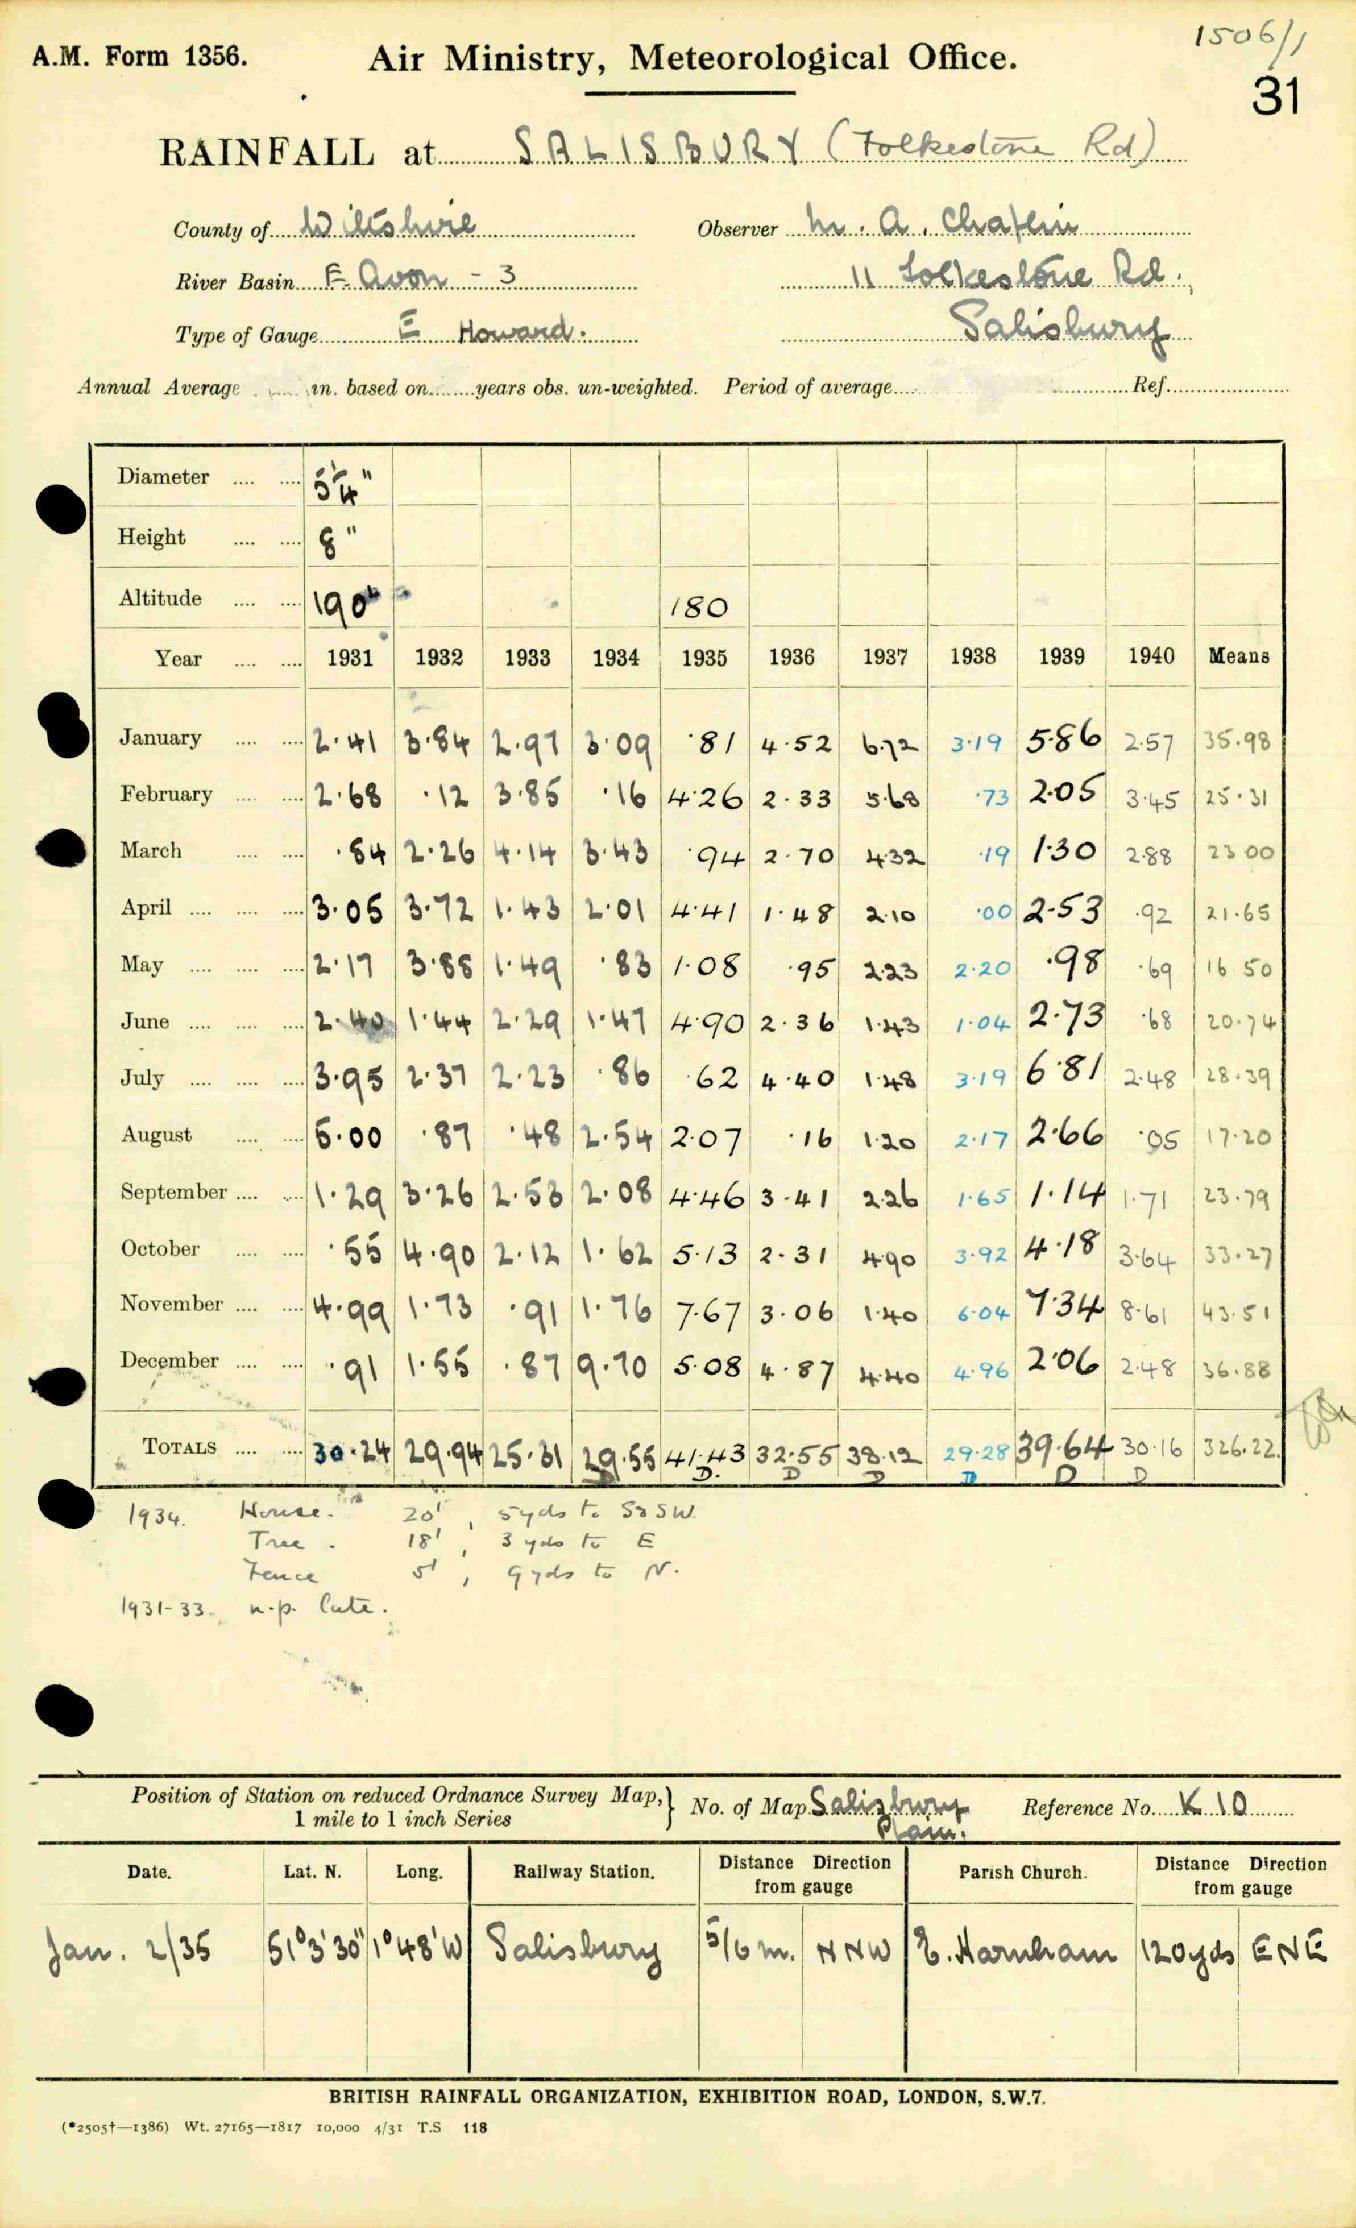 1506/1
31
A.M. Form 1356.
Air Ministry, Meteorological Office.
RAINFALL at SALISBURY (Folkestone Rd)
County of Wiltshire Observer M. A. Chaplin
River Basin E. Avon - 3 11 Folkestone Rd.,
Type of Gauge E Howard. Salisbury
Annual Average in. based on years obs. un-weighted. Period of average Ref.
Diameter 5¼"
Height 8"
Altitude 190' 180
Year 1931 1932 1933 1934 1935 1936 1937 1938 1939 1940 Means
January 2·41 3·84 2·97 3·09 ·81 4·52 6·72 3·19 5·86 2·57 35·98
February 2·68 ·12 3·85 ·16 4·26 2·33 5·68 ·73 2·05 3·45 25·31
March ·84 2·26 4·14 3·43 ·94 2·70 4·32 ·19 1·30 2·88 23·00
April 3·05 3·72 1·43 2·01 4·41 1·48 2·10 ·00 2·53 ·92 21·65
May 2·17 3·88 1·49 ·83 1·08 ·95 2·23 2·20 ·98 ·69 16·50
June 2·40 1·44 2·29 1·47 4·90 2·36 1·43 1·04 2·73 ·68 20·74
July 3·95 2·37 2·23 ·86 ·62 4·40 1·48 3·19 6·81 2·48 28·39
August 5·00 ·87 ·48 2·54 2·07 ·16 1·20 2·17 2·66 ·05 17·20
September 1·29 3·26 2·53 2·08 4·46 3·41 2·26 1·65 1·14 1·71 23·79
October ·55 4·90 2·12 1·62 5·13 2·31 4·90 3·92 4·18 3·64 33·27
November 4·99 1·73 ·91 1·76 7·67 3·06 1·40 6·04 7·34 8·61 43·51
December ·91 1·55 ·87 9·70 5·08 4·87 4·40 4·96 2·06 2·48 36·88
TOTALS 30·24 29·94 25·31 29·55 41·43 32·55 38·12 29·28 39·64 30·16 326·22
D D D D D D D
1934. House. 20', 5yds to S&SW
Tree. 18', 3 yds to E
Fence 5', 9 yds to N.
1931-33. n.p. late.
Position of Station on reduced Ordnance Survey Map, } No. of Map Salisbury Reference No. K 10
1 mile to 1 inch Series Plain.
Date. Lat. N. Long. Railway Station. Distance Direction from gauge Parish Church. Distance Direction from gauge
Jan. 2/35 51°3'30" 1°48'W Salisbury 5/6 m. NNW E. Harnham 120yds ENE
BRITISH RAINFALL ORGANIZATION, EXHIBITION ROAD, LONDON, S.W.7.
(*2505†—1386) Wt. 27165—1817 10,000 4/31 T.S 118